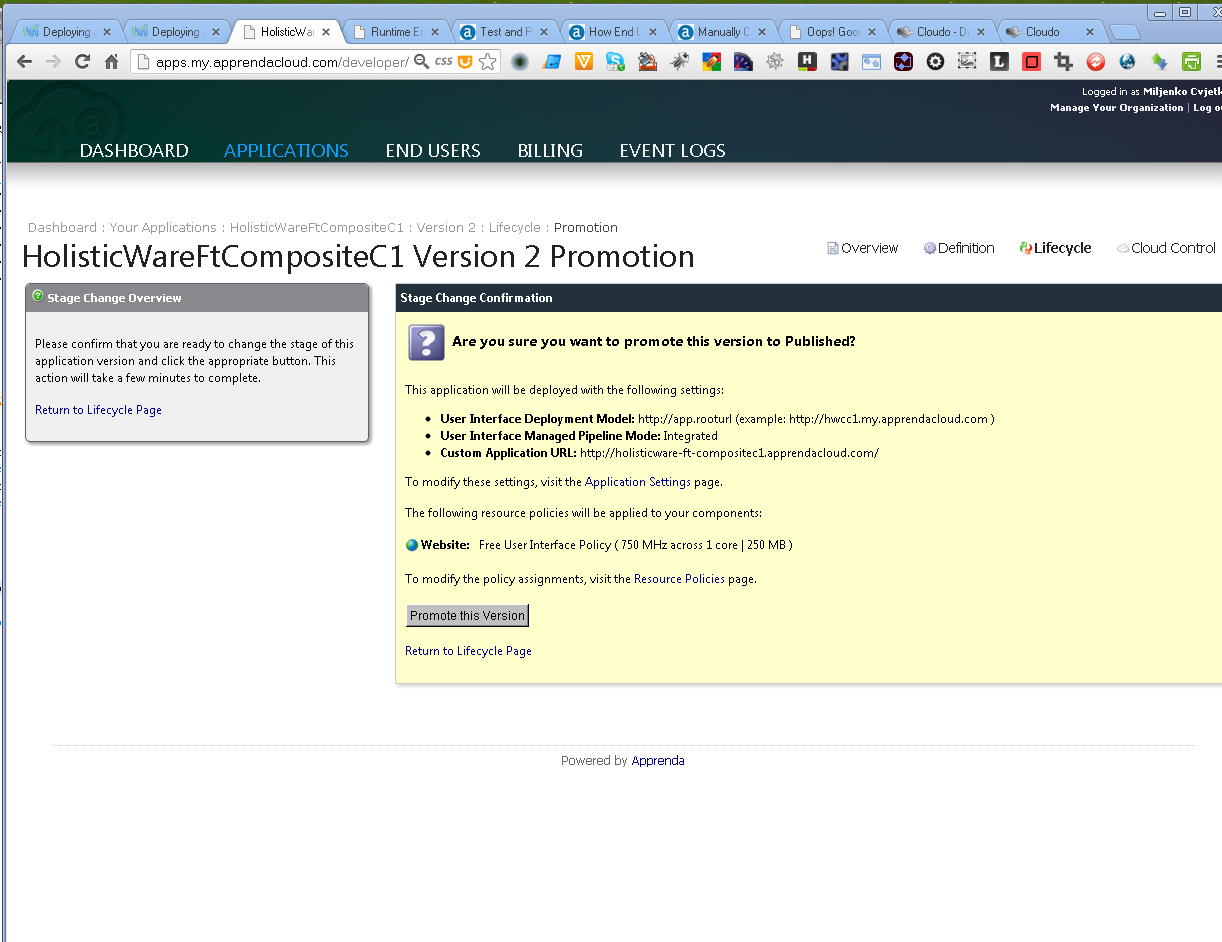 Deploying
Deploying
HolisticWa
Runtime E
Test and P
How End U
Manually C
Oops! Goo
Cloudo - D
Cloudo
apps.my.apprendacloud.com/developer/
css
Logged in as Miljenko Cvjetk
Manage Your Organization | Log ou
DASHBOARD
APPLICATIONS
END USERS
BILLING
EVENT LOGS
Dashboard : Your Applications : HolisticWareFtCompositeC1 : Version 2 : Lifecycle : Promotion
HolisticWareFtCompositeC1 Version 2 Promotion
Overview
Definition
Lifecycle
Cloud Control
Stage Change Overview
Please confirm that you are ready to change the stage of this
application version and click the appropriate button. This
action will take a few minutes to complete.
Return to Lifecycle Page
Stage Change Confirmation
Are you sure you want to promote this version to Published?
This application will be deployed with the following settings:
User Interface Deployment Model: http://app.rooturl (example: http://hwcc1.my.apprendacloud.com )
User Interface Managed Pipeline Mode: Integrated
Custom Application URL: http://holisticware-ft-compositec1.apprendacloud.com/
To modify these settings, visit the Application Settings page.
The following resource policies will be applied to your components:
Website: Free User Interface Policy ( 750 MHz across 1 core | 250 MB )
To modify the policy assignments, visit the Resource Policies page.
Promote this Version
Return to Lifecycle Page
Powered by Apprenda